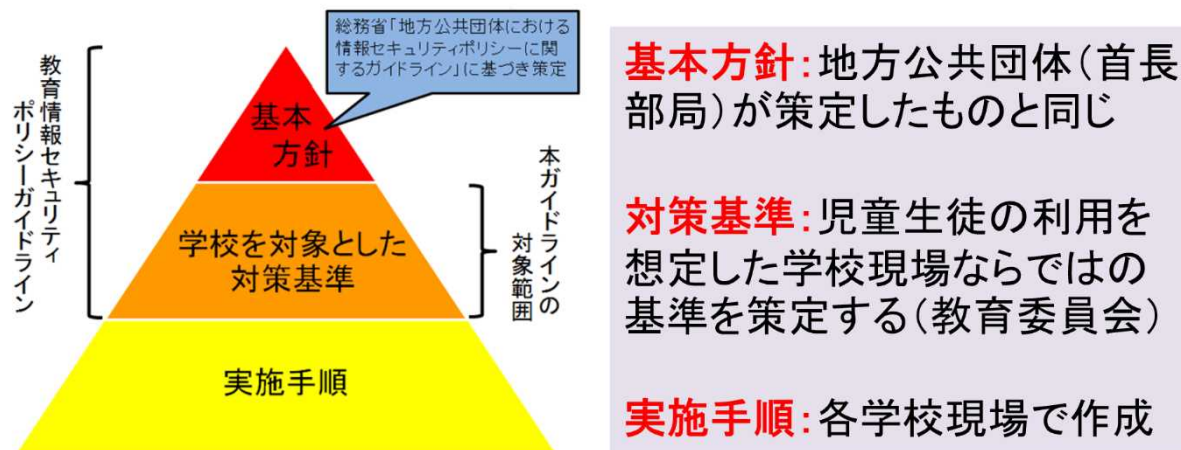 総務省「地方公共団体における
情報セキュリティポリシーに関
するガイドライン」に基づき策定
教育情報セキュリティ
ポリシーガイドライン
基本
方針
学校を対象とした
対策基準
実施手順
本ガイドラインの
対象範囲
基本方針:地方公共団体(首長
部局)が策定したものと同じ
対策基準:児童生徒の利用を
想定した学校現場ならではの
基準を策定する(教育委員会)
実施手順:各学校現場で作成